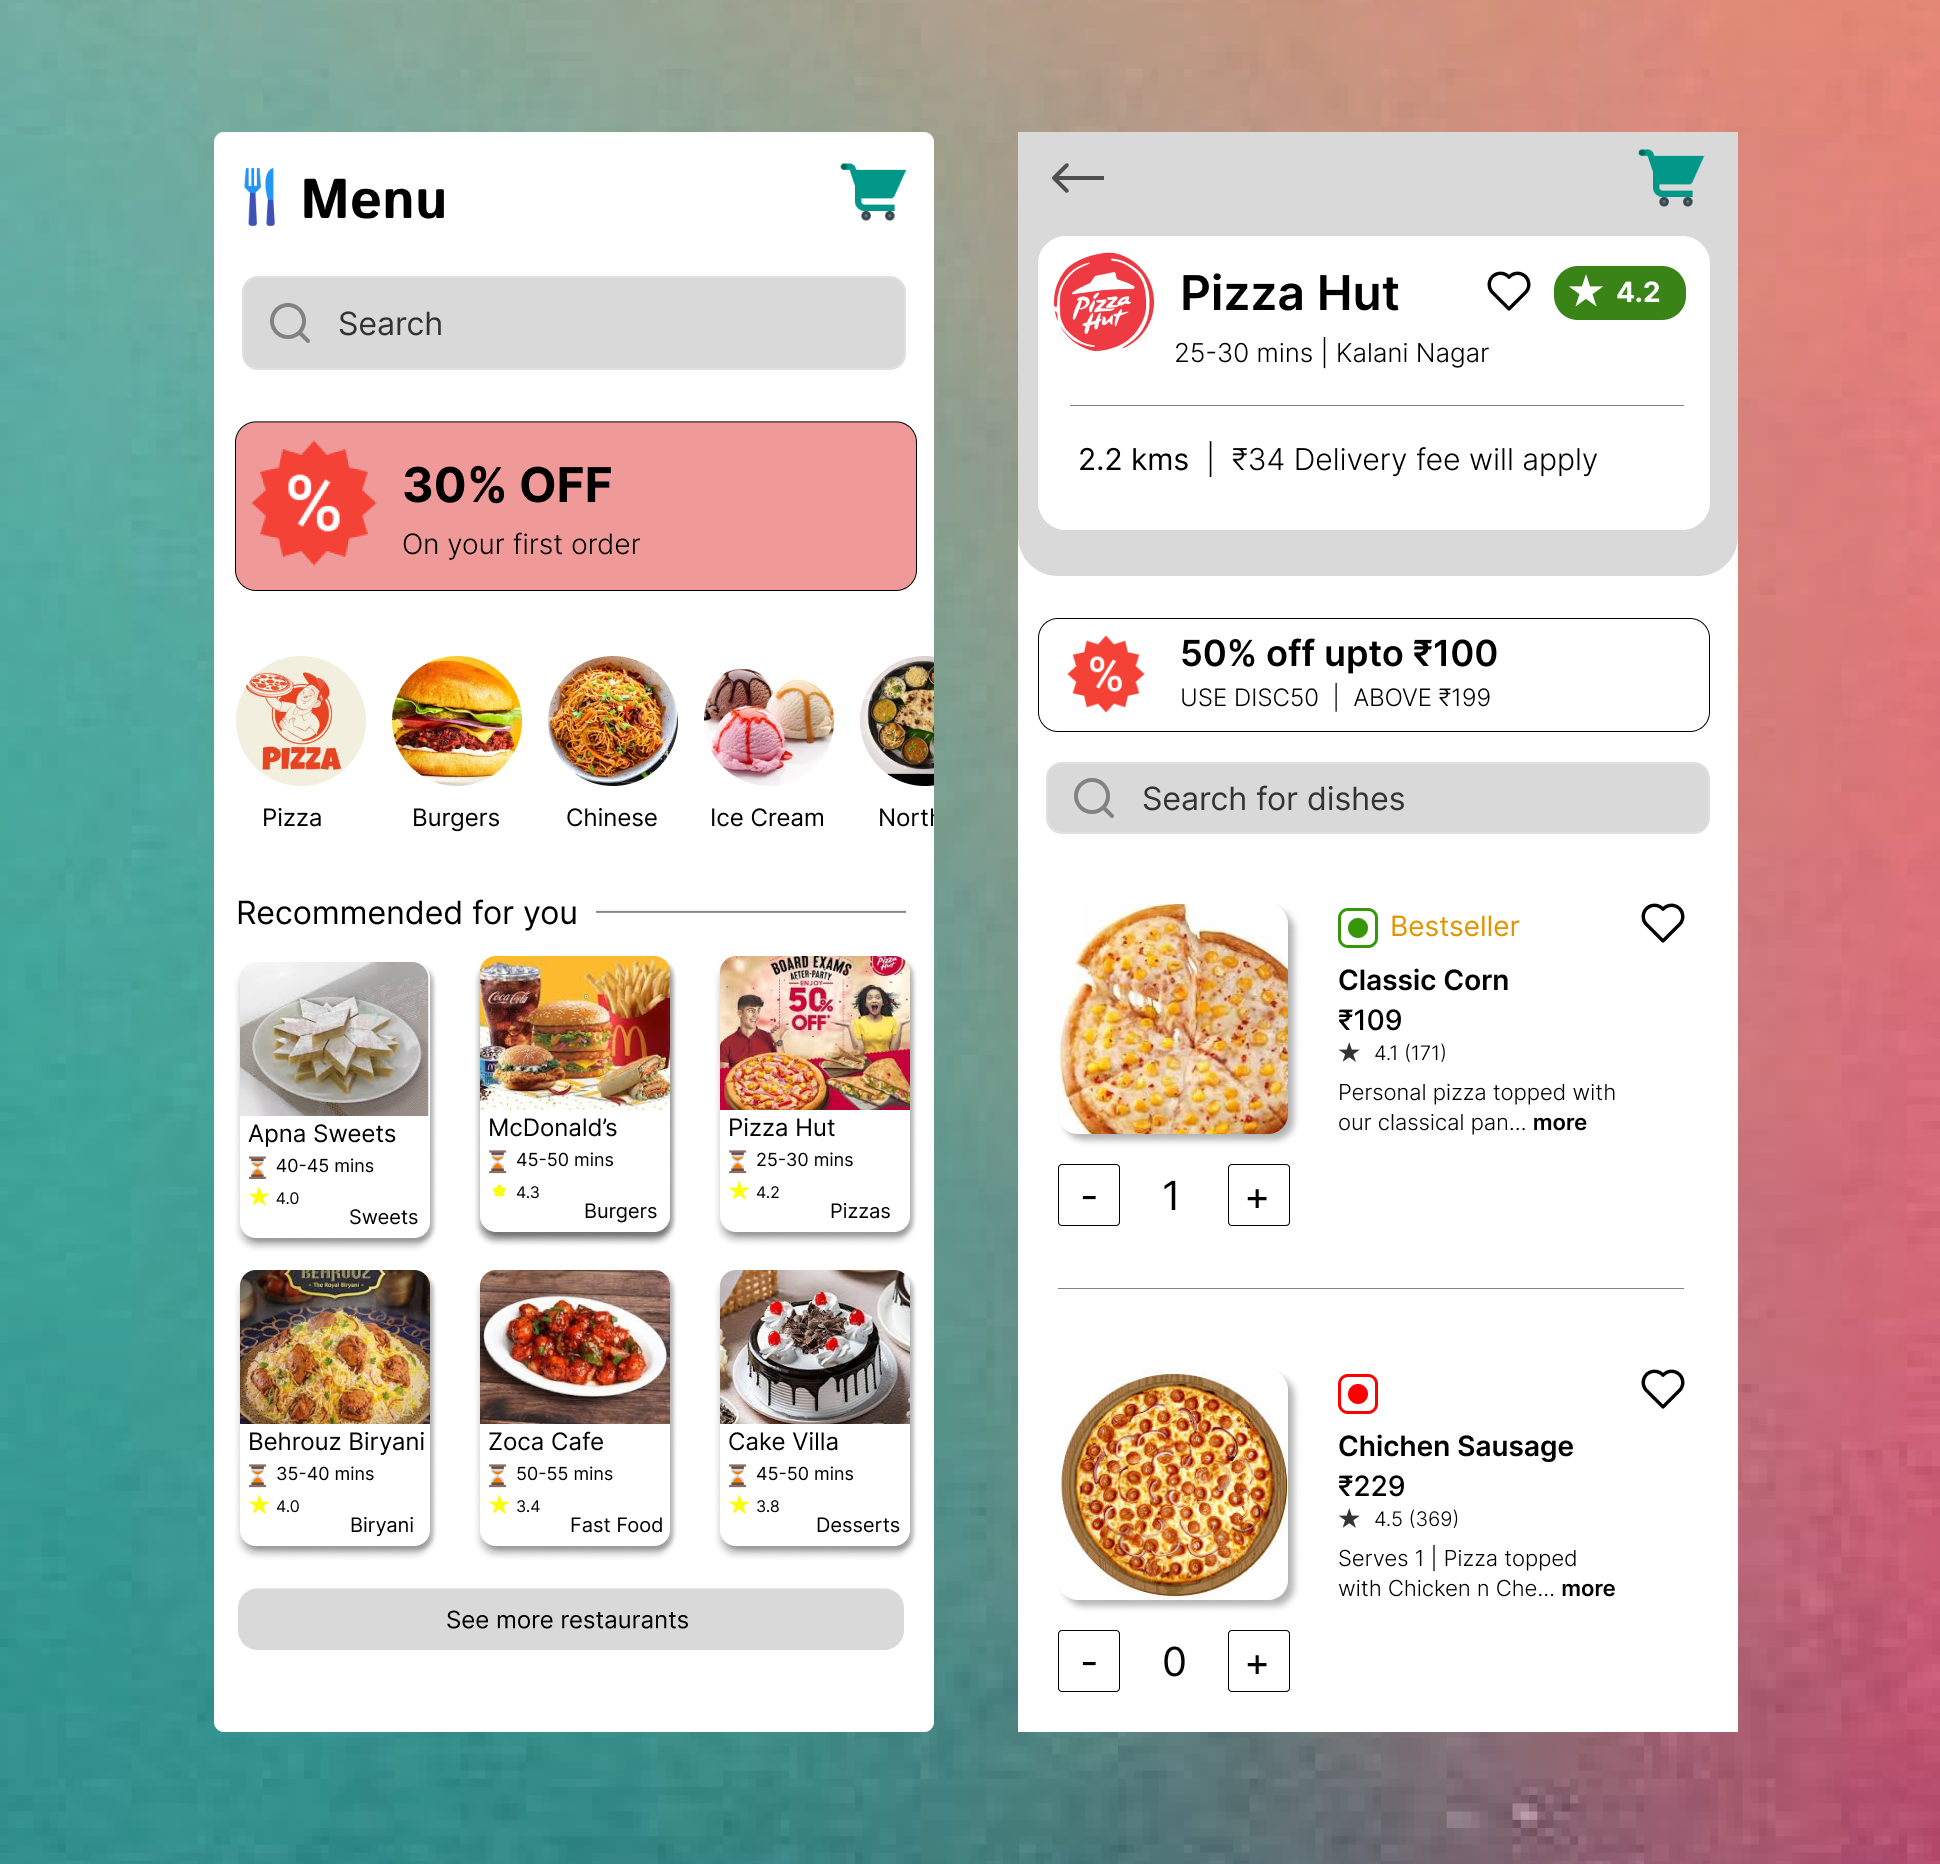 Menu
Search
%
30% OFF
On your first order
PIZZA
Pizza
Burgers
Chinese
Ice Cream
North
Recommended for you
Coca-Cola
BOARD EXAMS
AFTER-PARTY
ENJOY
50%
OFF*
Apna Sweets
40-45 mins
4.0
Sweets
McDonald’s
45-50 mins
4.3
Burgers
Pizza Hut
25-30 mins
4.2
Pizzas
BEHROUZ
The Royal Biryani
Behrouz Biryani
35-40 mins
4.0
Biryani
Zoca Cafe
50-55 mins
3.4
Fast Food
Cake Villa
45-50 mins
3.8
Desserts
See more restaurants
Pizza
Hut
Pizza Hut
4.2
25-30 mins | Kalani Nagar
2.2 kms | ₹34 Delivery fee will apply
%
50% off upto ₹100
USE DISC50 | ABOVE ₹199
Search for dishes
Bestseller
Classic Corn
₹109
4.1 (171)
Personal pizza topped with
our classical pan... more
- 1 +
Chichen Sausage
₹229
4.5 (369)
Serves 1 | Pizza topped
with Chicken n Che... more
- 0 +